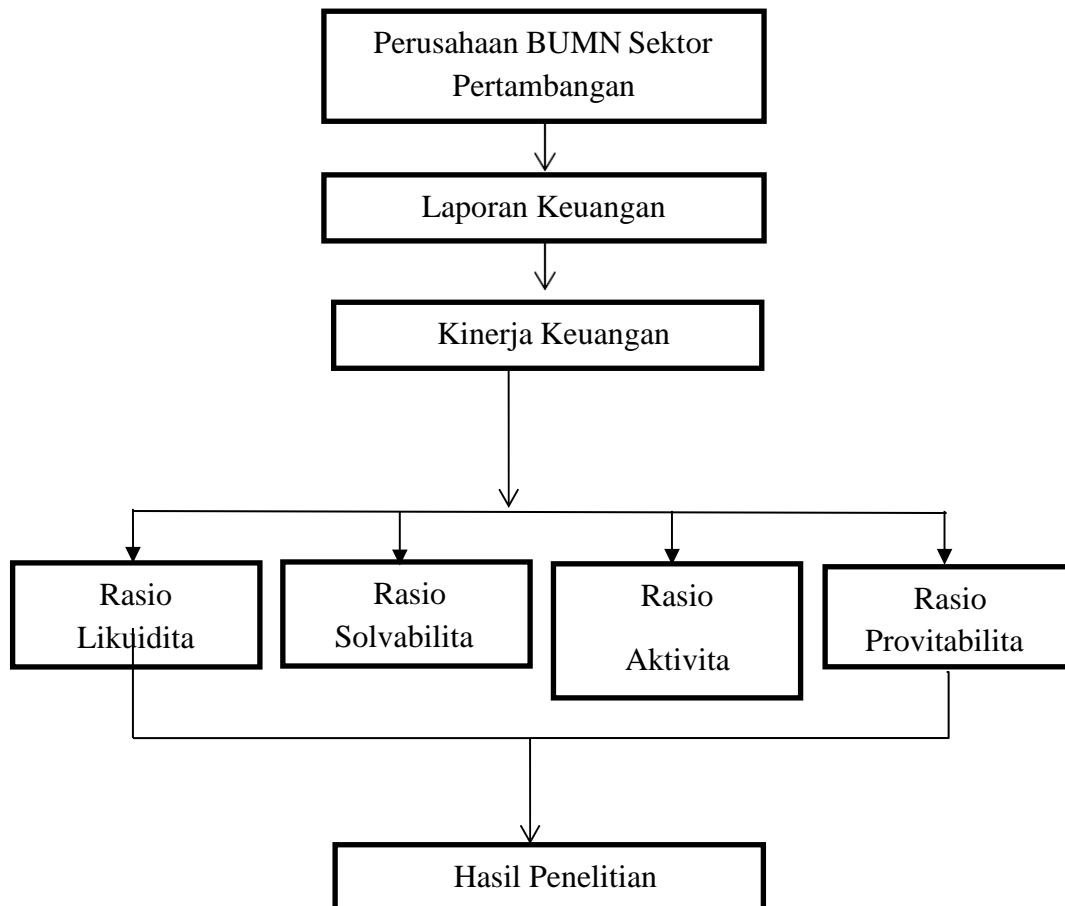 Perusahaan BUMN Sektor
Pertambangan
Laporan Keuangan
Kinerja Keuangan
Rasio
Likuidita
Rasio
Solvabilita
Rasio
Aktivita
Rasio
Provitabilita
Hasil Penelitian